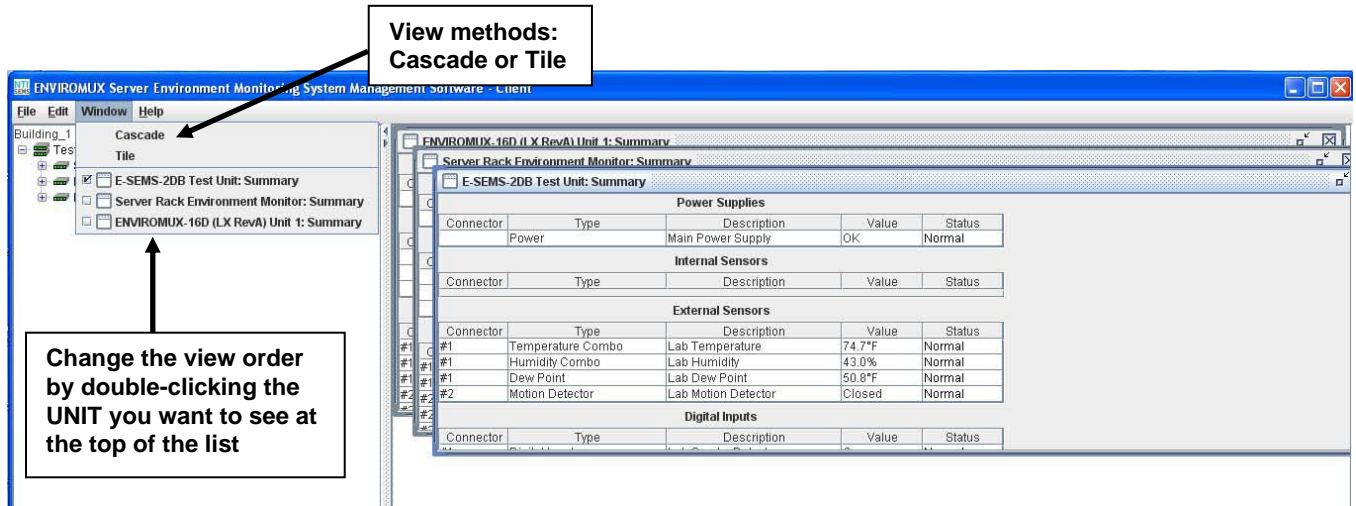 View methods:
Cascade or Tile
NTI
SEMS
ENVIROMUX Server Environment Monitoring System Management Software - Client
File Edit Window Help
Building_1
Cascade
Tile
E-SEMS-2DB Test Unit: Summary
Server Rack Environment Monitor: Summary
ENVIROMUX-16D (LX RevA) Unit 1: Summary
ENVIROMUX-16D (LX RevA) Unit 1: Summary
Server Rack Environment Monitor: Summary
E-SEMS-2DB Test Unit: Summary
Power Supplies
Connector Type Description Value Status
Power Main Power Supply OK Normal
Internal Sensors
Connector Type Description Value Status
External Sensors
Connector Type Description Value Status
#1 Temperature Combo Lab Temperature 74.7°F Normal
#1 Humidity Combo Lab Humidity 43.0% Normal
#1 Dew Point Lab Dew Point 50.8°F Normal
#2 Motion Detector Lab Motion Detector Closed Normal
Digital Inputs
Connector Type Description Value Status
Change the view order
by double-clicking the
UNIT you want to see at
the top of the list